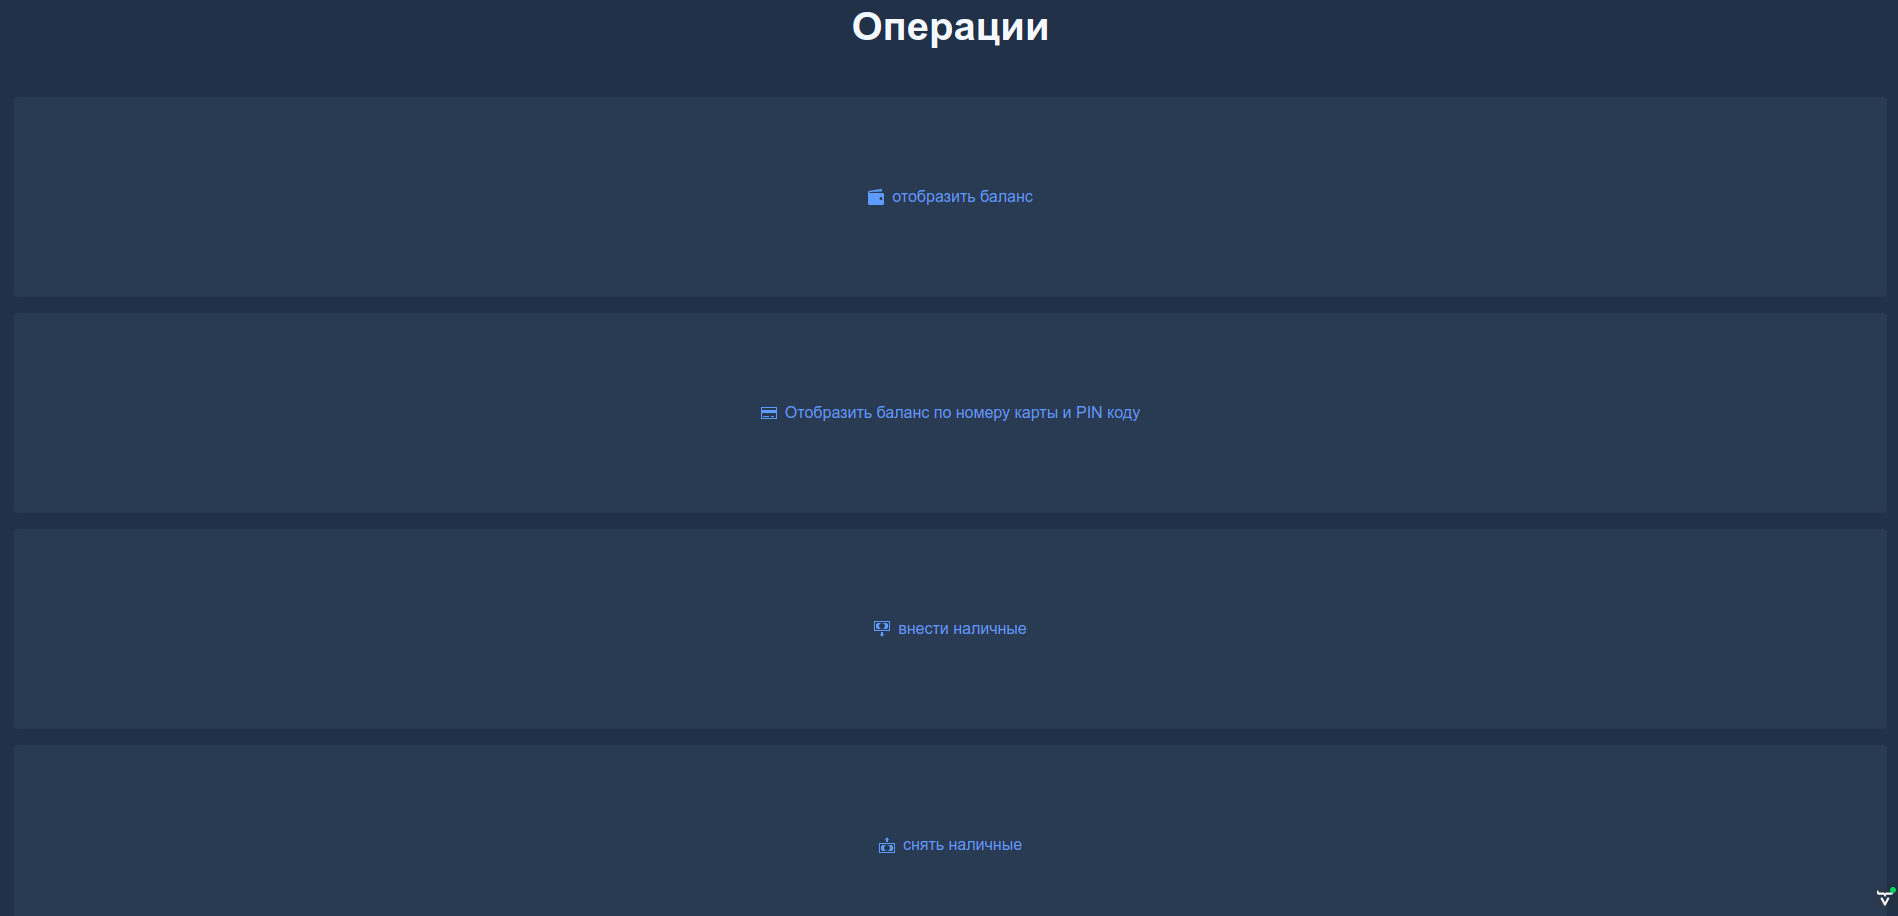 Операции
отобразить баланс
Отобразить баланс по номеру карты и PIN коду
внести наличные
снять наличные